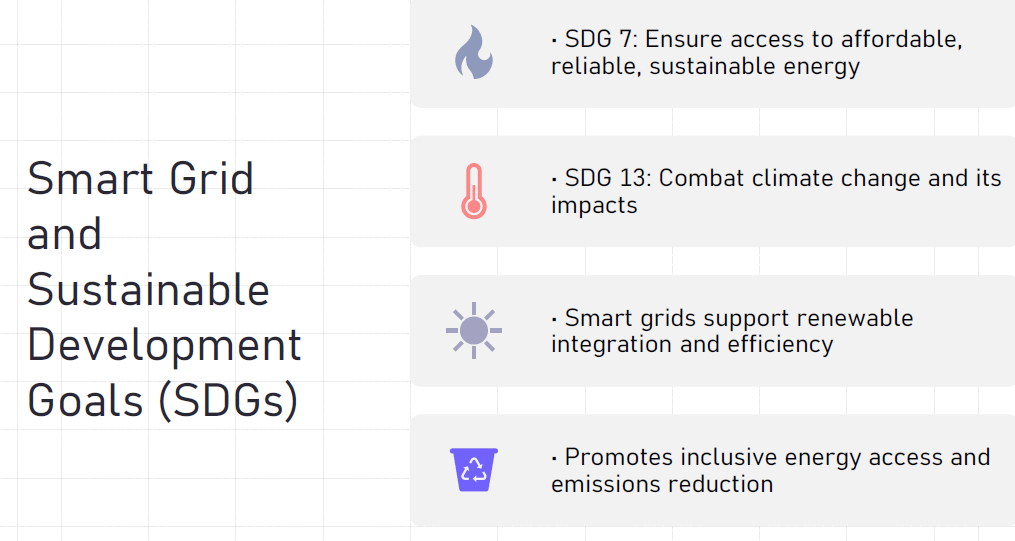 Smart Grid
and
Sustainable
Development
Goals (SDGs)
• SDG 7: Ensure access to affordable,
reliable, sustainable energy
• SDG 13: Combat climate change and its
impacts
• Smart grids support renewable
integration and efficiency
• Promotes inclusive energy access and
emissions reduction